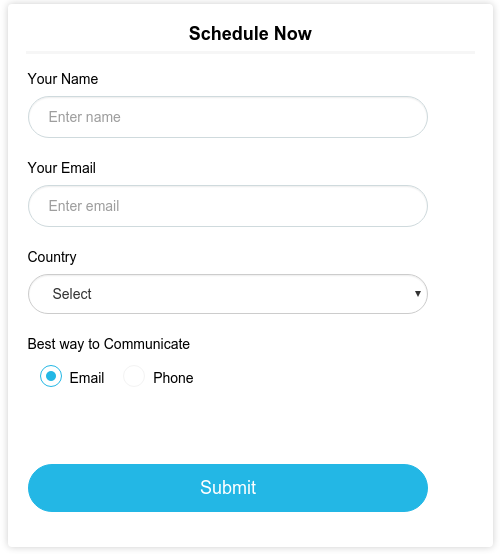 Schedule Now
Your Name
Enter name
Your Email
Enter email
Country
Select
Best way to Communicate
Email Phone
Submit